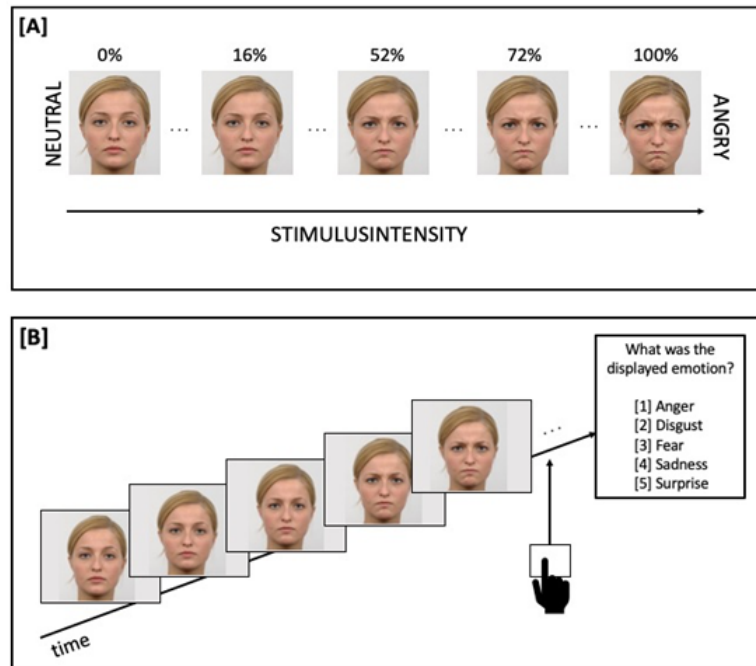 [A]
0% 16% 52% 72% 100%
NEUTRAL
... ... ... ...
ANGRY
STIMULUSINTENSITY
[B]
What was the
displayed emotion?
[1] Anger
[2] Disgust
[3] Fear
[4] Sadness
[5] Surprise
...
time